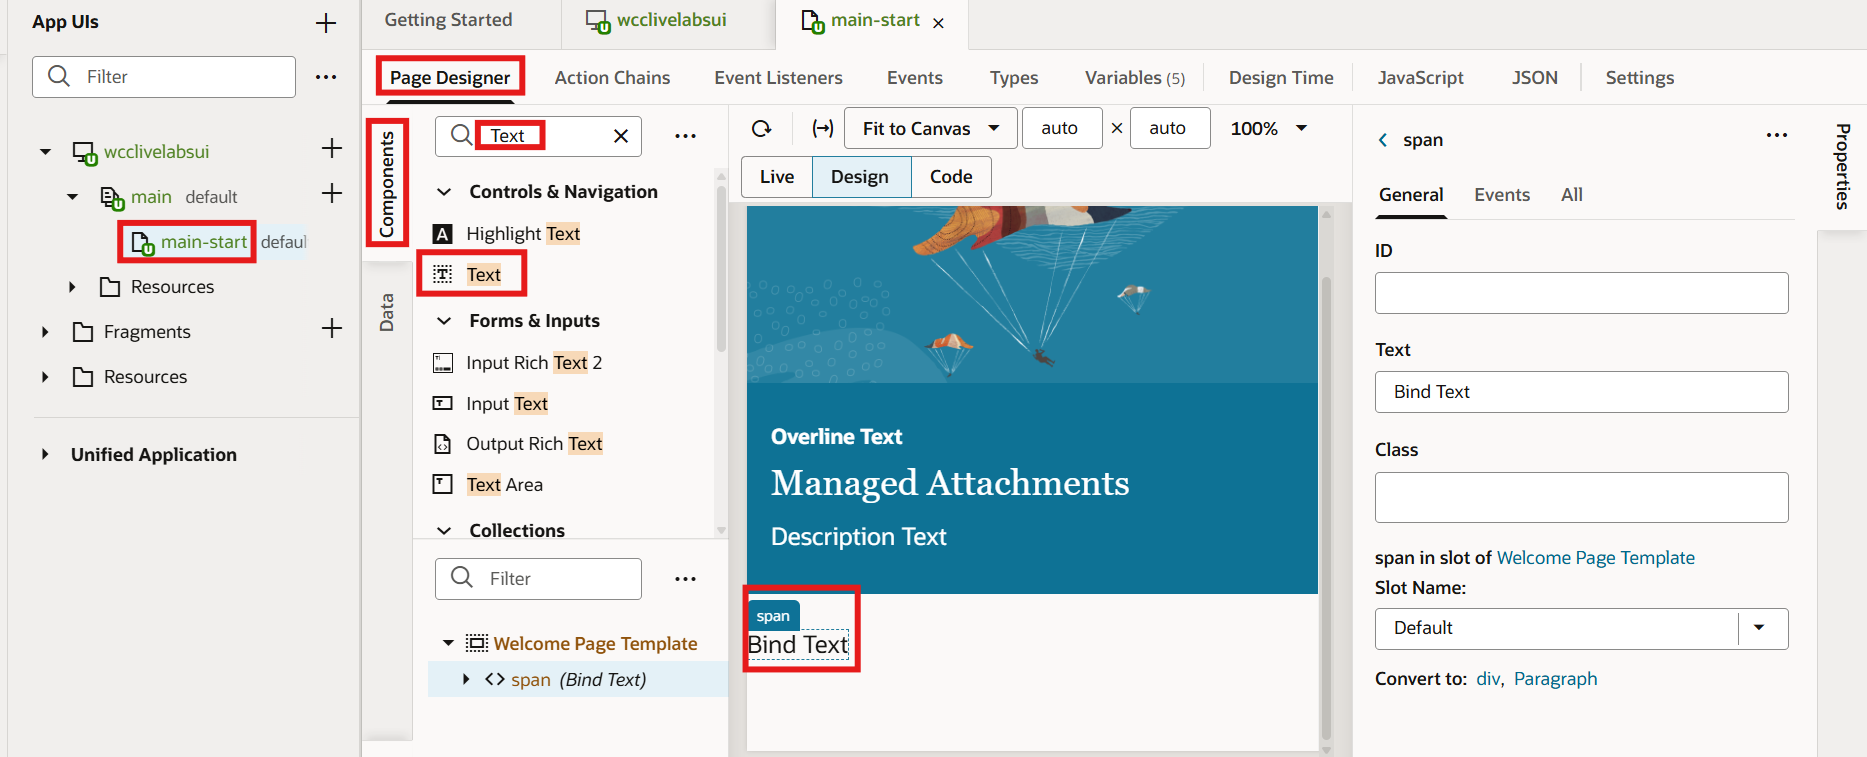 App UIs
Filter
wcclivelabsui
main default
main-start defaul
Resources
Fragments
Resources
Unified Application
Getting Started
wcclivelabsui
main-start
Page Designer
Action Chains
Event Listeners
Events
Types
Variables (5)
Design Time
JavaScript
JSON
Settings
Components
Data
Text
Controls & Navigation
Highlight Text
Text
Forms & Inputs
Input Rich Text 2
Input Text
Output Rich Text
Text Area
Collections
Filter
Welcome Page Template
span (Bind Text)
Fit to Canvas
auto × auto
100%
Live
Design
Code
Overline Text
Managed Attachments
Description Text
span
Bind Text
span
General
Events
All
ID
Text
Bind Text
Class
span in slot of Welcome Page Template
Slot Name:
Default
Convert to: div, Paragraph
Properties